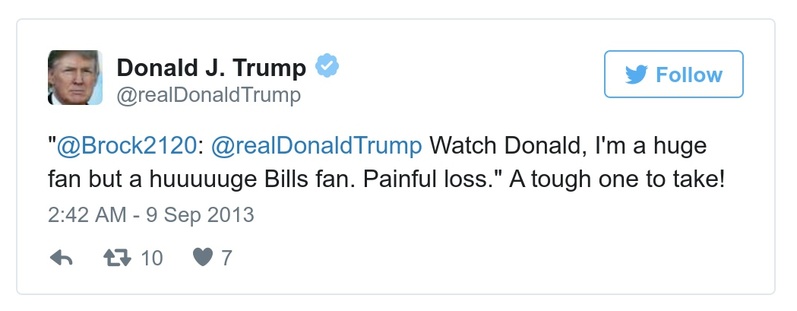 Donald J. Trump
@realDonaldTrump
Follow
"@Brock2120: @realDonaldTrump Watch Donald, I'm a huge
fan but a huuuuuge Bills fan. Painful loss." A tough one to take!
2:42 AM - 9 Sep 2013
10 7